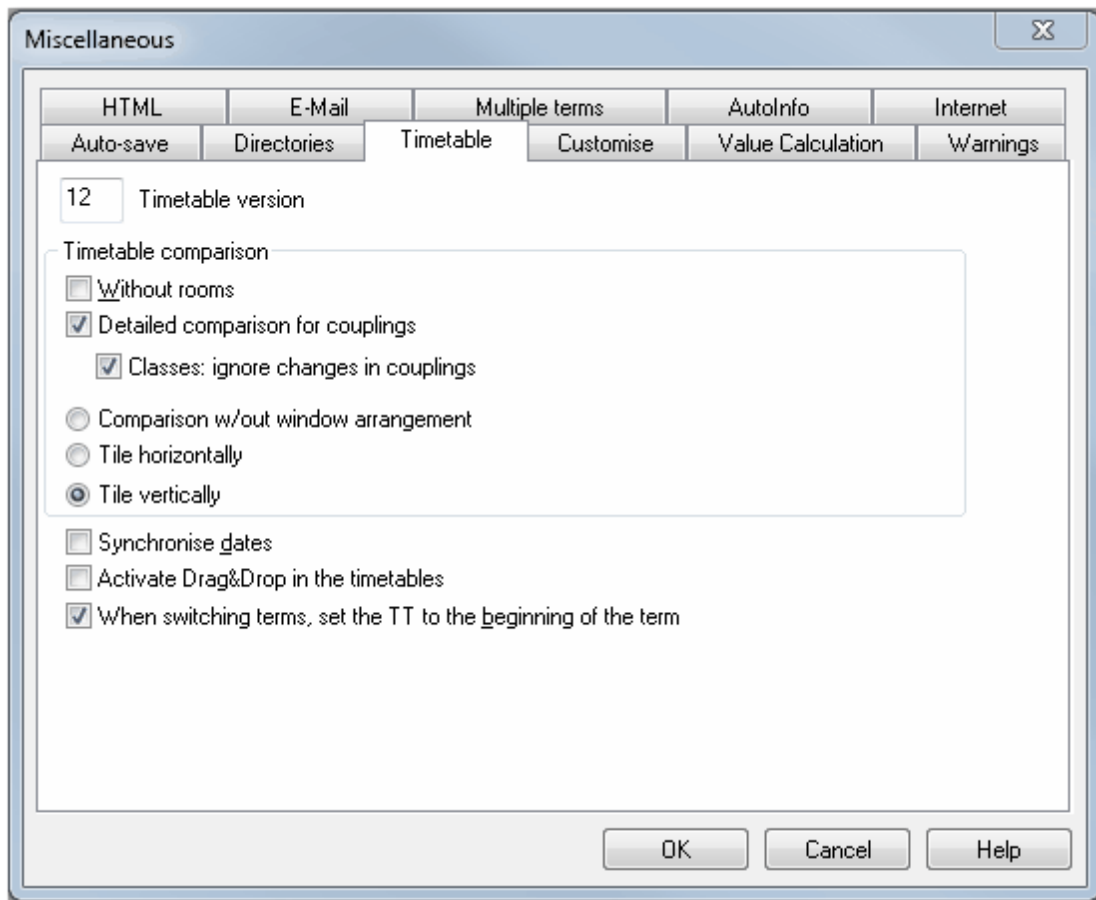 Miscellaneous
HTML E-Mail Multiple terms AutoInfo Internet
Auto-save Directories Timetable Customise Value Calculation Warnings
12 Timetable version
Timetable comparison
Without rooms
Detailed comparison for couplings
Classes: ignore changes in couplings
Comparison w/out window arrangement
Tile horizontally
Tile vertically
Synchronise dates
Activate Drag&Drop in the timetables
When switching terms, set the TT to the beginning of the term
OK Cancel Help